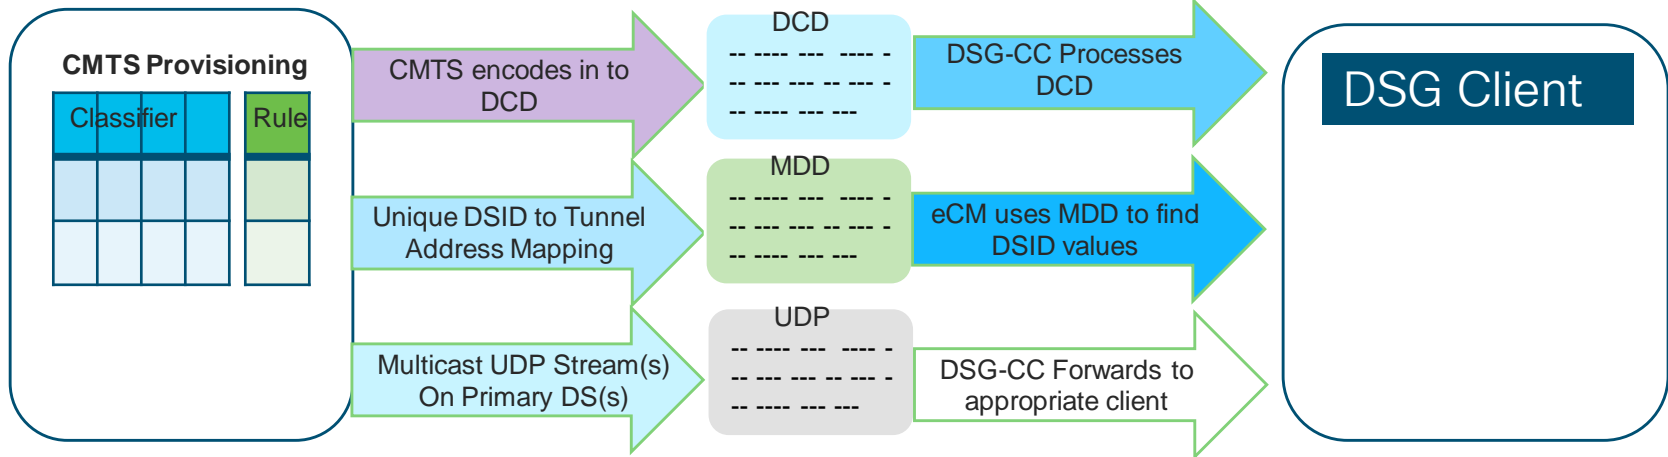 CMTS Provisioning
Classifier
Rule
CMTS encodes in to
DCD
DCD
-- ---- --- ---- -
-- --- --- -- --- -
-- ---- --- ---
DSG-CC Processes
DCD
Unique DSID to Tunnel
Address Mapping
MDD
-- ---- --- ---- -
-- --- --- -- --- -
-- ---- --- ---
eCM uses MDD to find
DSID values
Multicast UDP Stream(s)
On Primary DS(s)
UDP
-- ---- --- ---- -
-- --- --- -- --- -
-- ---- --- ---
DSG-CC Forwards to
appropriate client
DSG Client